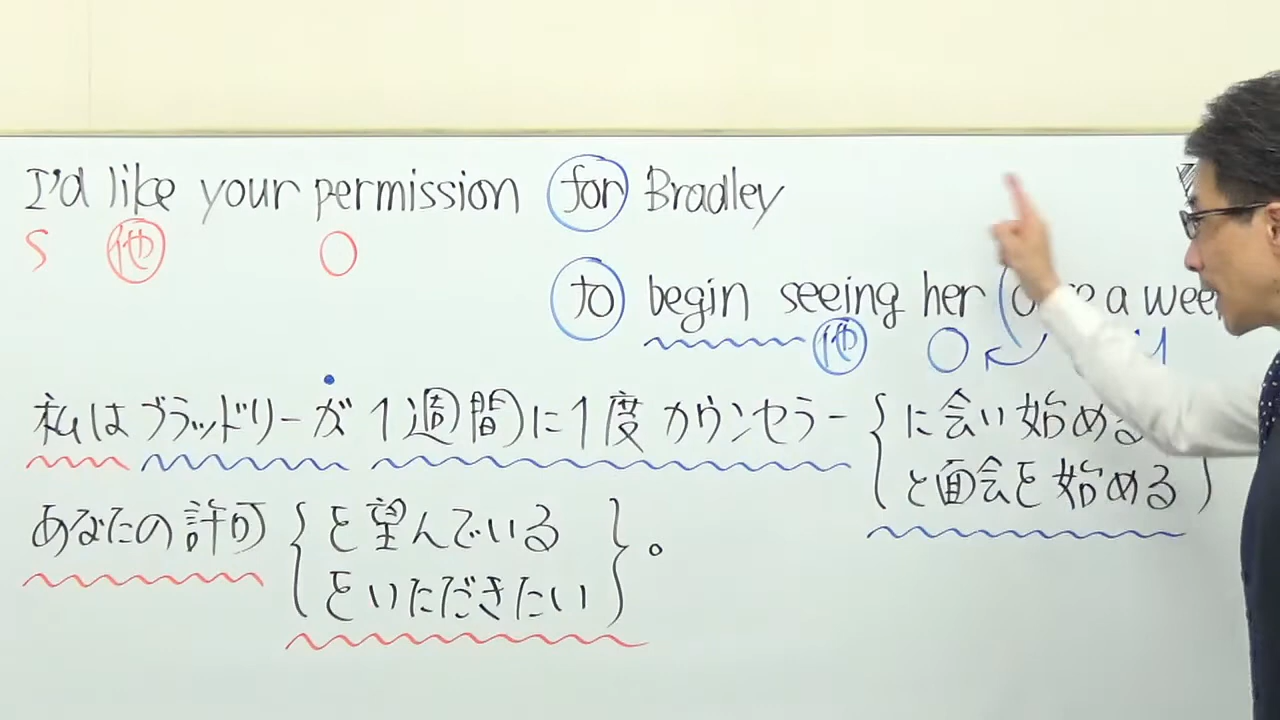 I'd like your permission for Bradley
S 他 O
to begin seeing her a
他 O
私はブラッドリーが1週間に1度カウンセラー に会い始める
と面会を始める
あなたの許可 を望んでいる 。
をいただきたい